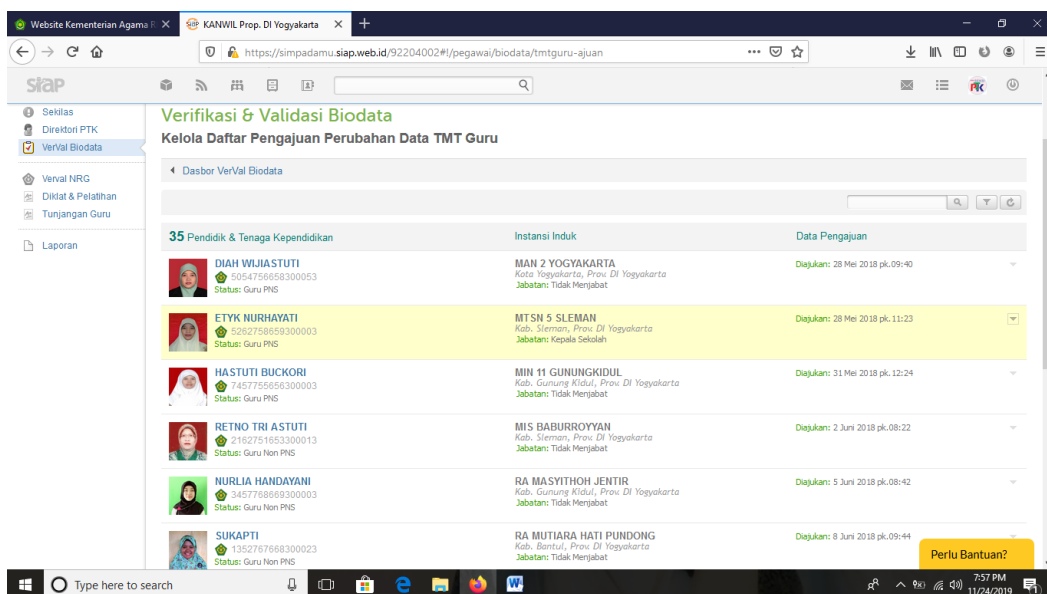 Website Kementerian Agama R
KANWIL Prop. DI Yogyakarta
https://simpadamu.siap.web.id/92204002#!/pegawai/biodata/tmtguru-ajuan
siap
Sekilas
Direktori PTK
VerVal Biodata
Verval NRG
Diklat & Pelatihan
Tunjangan Guru
Laporan
Verifikasi & Validasi Biodata
Kelola Daftar Pengajuan Perubahan Data TMT Guru
Dasbor VerVal Biodata
35 Pendidik & Tenaga Kependidikan Instansi Induk Data Pengajuan
DIAH WIJIASTUTI MAN 2 YOGYAKARTA
5054756658300053 Kota Yogyakarta, Prov. DI Yogyakarta Diajukan: 28 Mei 2018 pk.09:40
Status: Guru PNS Jabatan: Tidak Menjabat
ETYK NURHAYATI MTSN 5 SLEMAN
5262758659300003 Kab. Sleman, Prov. DI Yogyakarta Diajukan: 28 Mei 2018 pk.11:23
Status: Guru PNS Jabatan: Kepala Sekolah
HASTUTI BUCKORI MIN 11 GUNUNGKIDUL
7457755656300003 Kab. Gunung Kidul, Prov. DI Yogyakarta Diajukan: 31 Mei 2018 pk.12:24
Status: Guru PNS Jabatan: Tidak Menjabat
RETNO TRI ASTUTI MIS BABURROYYAN
2162751653300013 Kab. Sleman, Prov. DI Yogyakarta Diajukan: 2 Juni 2018 pk.08:22
Status: Guru Non PNS Jabatan: Tidak Menjabat
NURLIA HANDAYANI RA MASYITHOH JENTIR
3457768669300003 Kab. Gunung Kidul, Prov. DI Yogyakarta Diajukan: 5 Juni 2018 pk.08:42
Status: Guru Non PNS Jabatan: Tidak Menjabat
SUKAPTI RA MUTIARA HATI PUNDONG
1352767668300023 Kab. Bantul, Prov. DI Yogyakarta Diajukan: 8 Juni 2018 pk.09:44
Status: Guru Non PNS Jabatan: Tidak Menjabat
Perlu Bantuan?
Type here to search
7:57 PM
11/24/2019